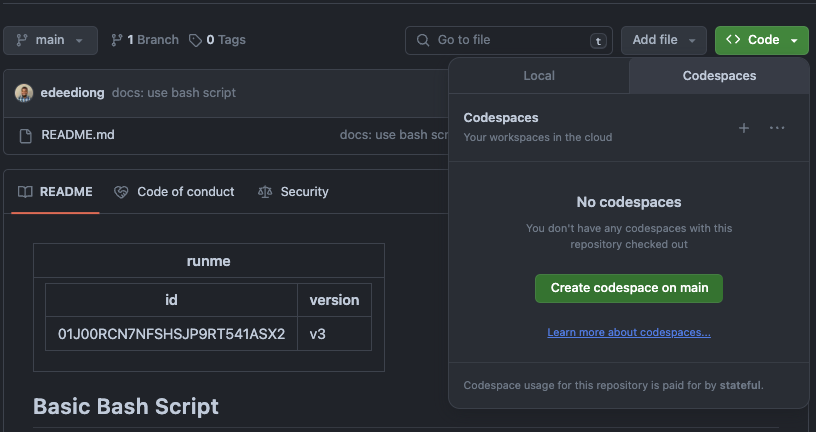 main
1 Branch
0 Tags
Go to file
t
Add file
Code
edeediong docs: use bash script
README.md
docs: use bash scr
Local
Codespaces
Codespaces
Your workspaces in the cloud
No codespaces
You don't have any codespaces with this
repository checked out
Create codespace on main
Learn more about codespaces...
Codespace usage for this repository is paid for by stateful.
README
Code of conduct
Security
runme
id version
01J00RCN7NFSHSJP9RT541ASX2 v3
Basic Bash Script